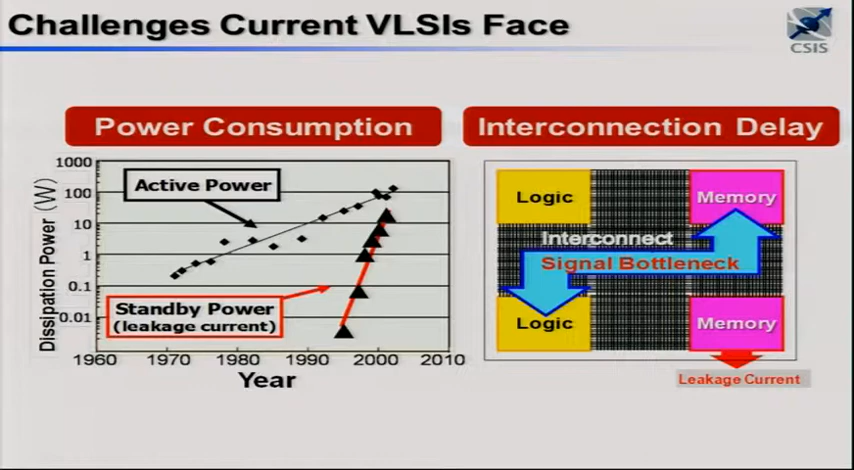 Challenges Current VLSIs Face
CSIS
Power Consumption
Interconnection Delay
Dissipation Power (W)
1000
100
10
1
0.1
0.01
Active Power
Standby Power
(leakage current)
1960 1970 1980 1990 2000 2010
Year
Logic
Memory
Interconnect
Signal Bottleneck
Logic
Memory
Leakage Current